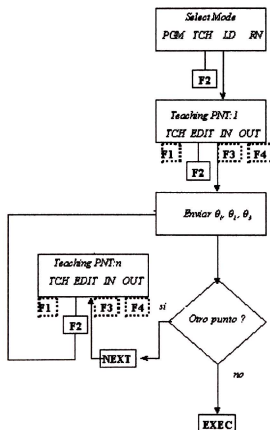 Select Mode
PGM TCH LD RN
F2
Teaching PNT:1
TCH EDIT IN OUT
F1 F3 F4
F2
Enviar θ₁, θ₂, θ₃
Teaching PNT:n
TCH EDIT IN OUT
F1 F3 F4
F2
si
Otro punto ?
NEXT
no
EXEC